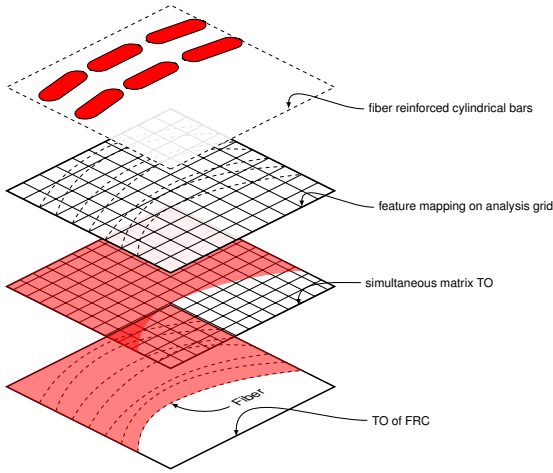 fiber reinforced cylindrical bars
feature mapping on analysis grid
simultaneous matrix TO
Fiber
TO of FRC